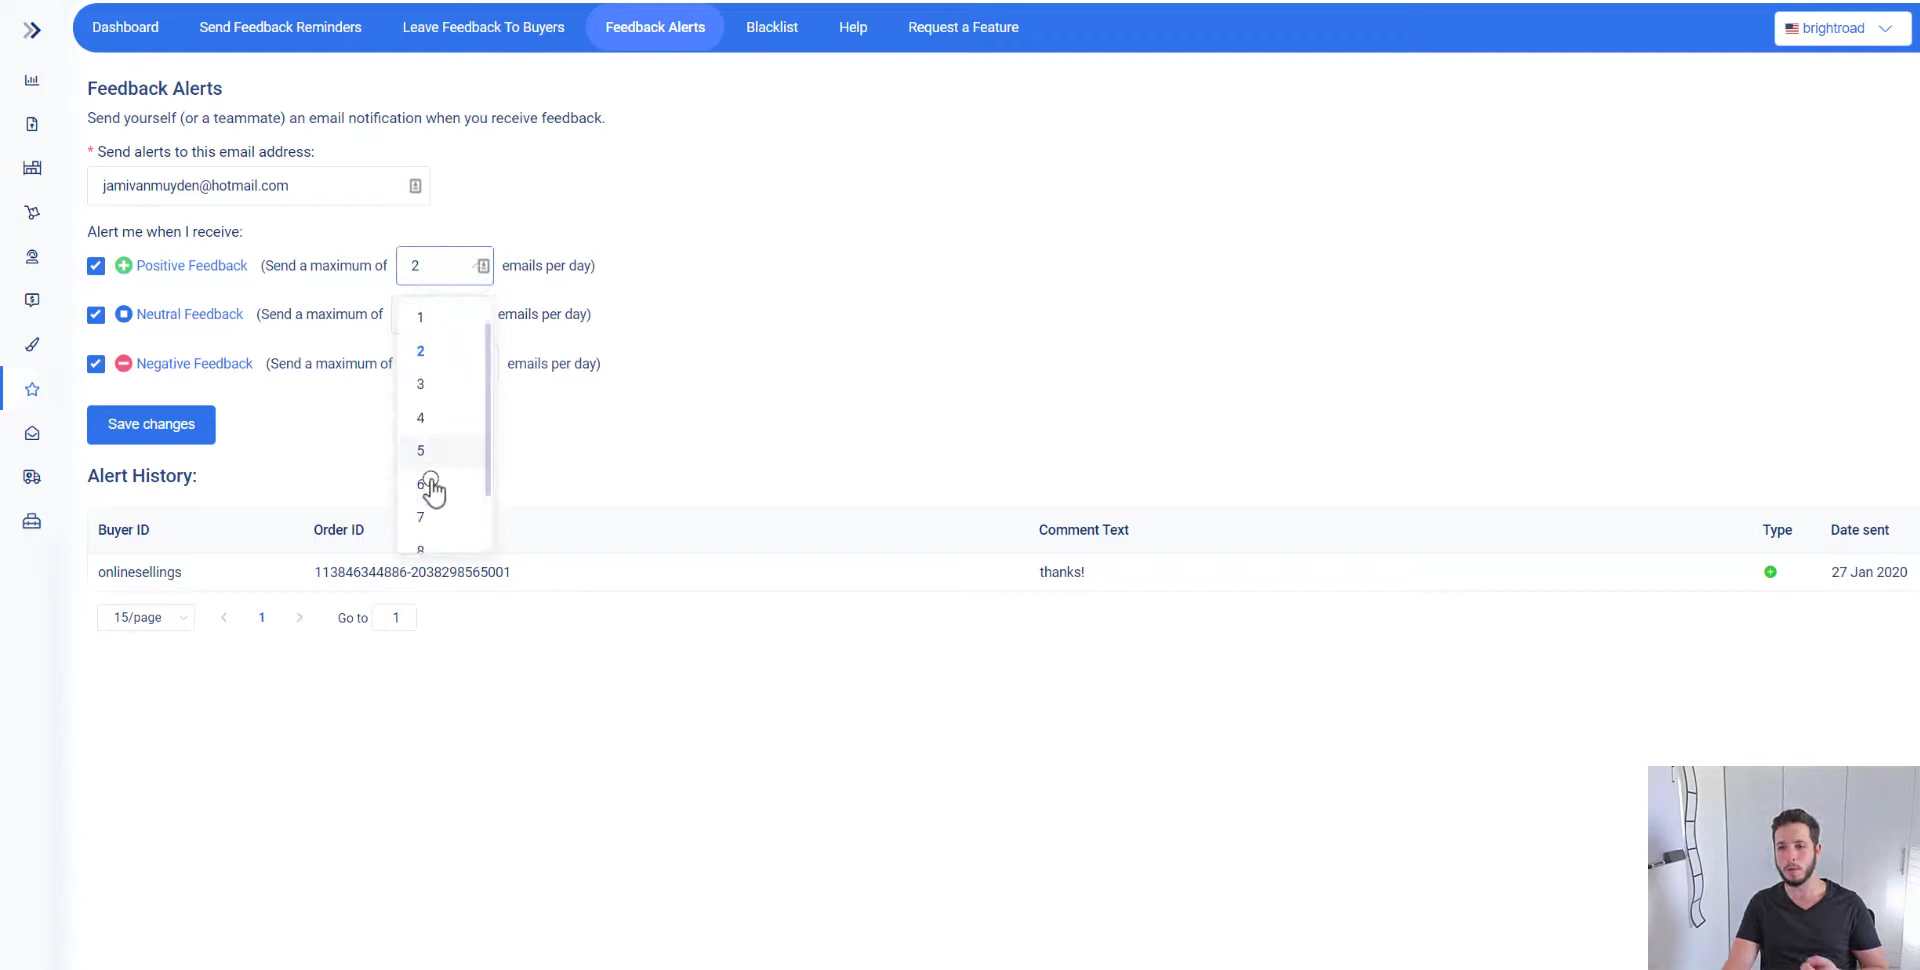 Dashboard Send Feedback Reminders Leave Feedback To Buyers Feedback Alerts Blacklist Help Request a Feature brightroad
Feedback Alerts
Send yourself (or a teammate) an email notification when you receive feedback.
* Send alerts to this email address:
jamivanmuyden@hotmail.com
Alert me when I receive:
Positive Feedback (Send a maximum of 2 emails per day)
Neutral Feedback (Send a maximum of emails per day)
Negative Feedback (Send a maximum of emails per day)
1
2
3
4
5
6
7
8
Save changes
Alert History:
Buyer ID Order ID Comment Text Type Date sent
onlinesellings 113846344886-2038298565001 thanks! 27 Jan 2020
15/page 1 Go to 1